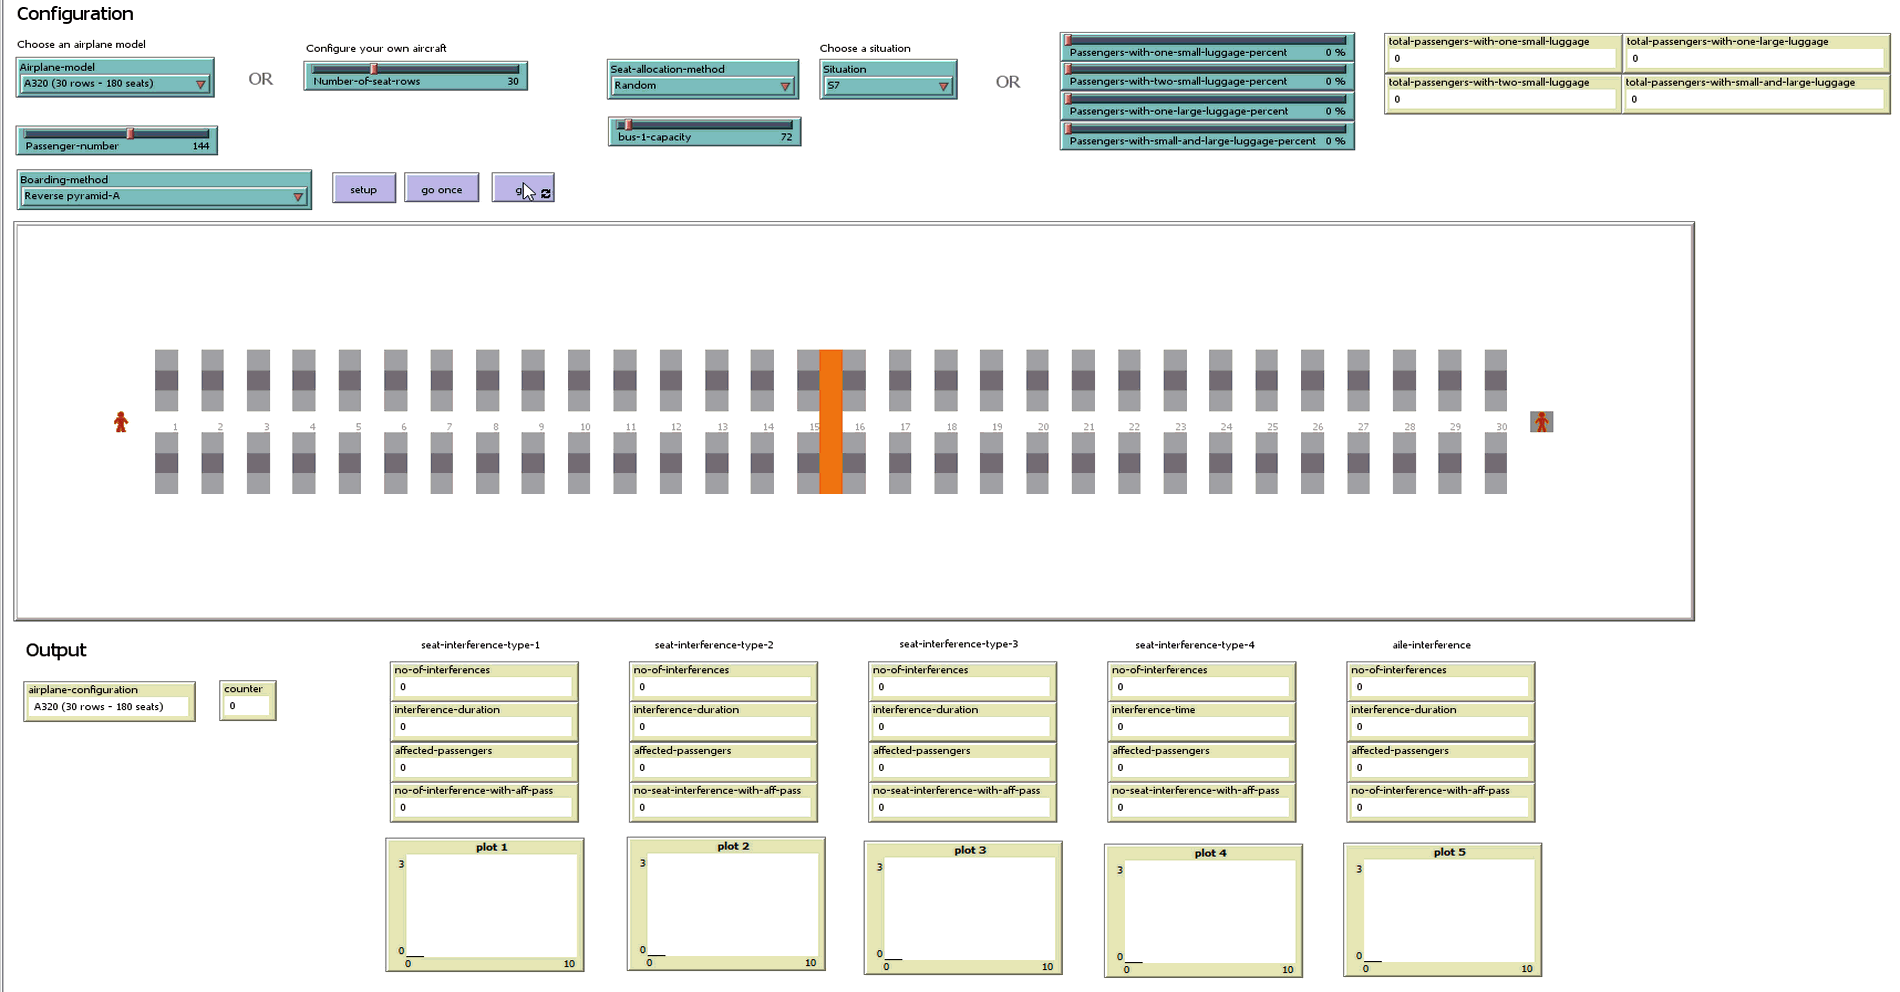 Configuration
Choose an airplane model
Airplane-model
A320 (30 rows - 180 seats)
OR
Configure your own aircraft
Number-of-seat-rows 30
Seat-allocation-method
Random
Choose a situation
Situation
S7
OR
Passengers-with-one-small-luggage-percent 0 %
Passengers-with-two-small-luggage-percent 0 %
Passengers-with-one-large-luggage-percent 0 %
Passengers-with-small-and-large-luggage-percent 0 %
total-passengers-with-one-small-luggage
0
total-passengers-with-one-large-luggage
0
total-passengers-with-two-small-luggage
0
total-passengers-with-small-and-large-luggage
0
Passenger-number 144
bus-1-capacity 72
Boarding-method
Reverse pyramid-A
setup
go once
1 2 3 4 5 6 7 8 9 10 11 12 13 14 15 16 17 18 19 20 21 22 23 24 25 26 27 28 29 30
Output
airplane-configuration
A320 (30 rows - 180 seats)
counter
0
seat-interference-type-1
no-of-interferences
0
interference-duration
0
affected-passengers
0
no-of-interference-with-aff-pass
0
plot 1
3
0
0 10
seat-interference-type-2
no-of-interferences
0
interference-duration
0
affected-passengers
0
no-seat-interference-with-aff-pass
0
plot 2
3
0
0 10
seat-interference-type-3
no-of-interferences
0
interference-duration
0
affected-passengers
0
no-seat-interference-with-aff-pass
0
plot 3
3
0
0 10
seat-interference-type-4
no-of-interferences
0
interference-time
0
affected-passengers
0
no-seat-interference-with-aff-pass
0
plot 4
3
0
0 10
aile-interference
no-of-interferences
0
interference-duration
0
affected-passengers
0
no-of-interference-with-aff-pass
0
plot 5
3
0
0 10